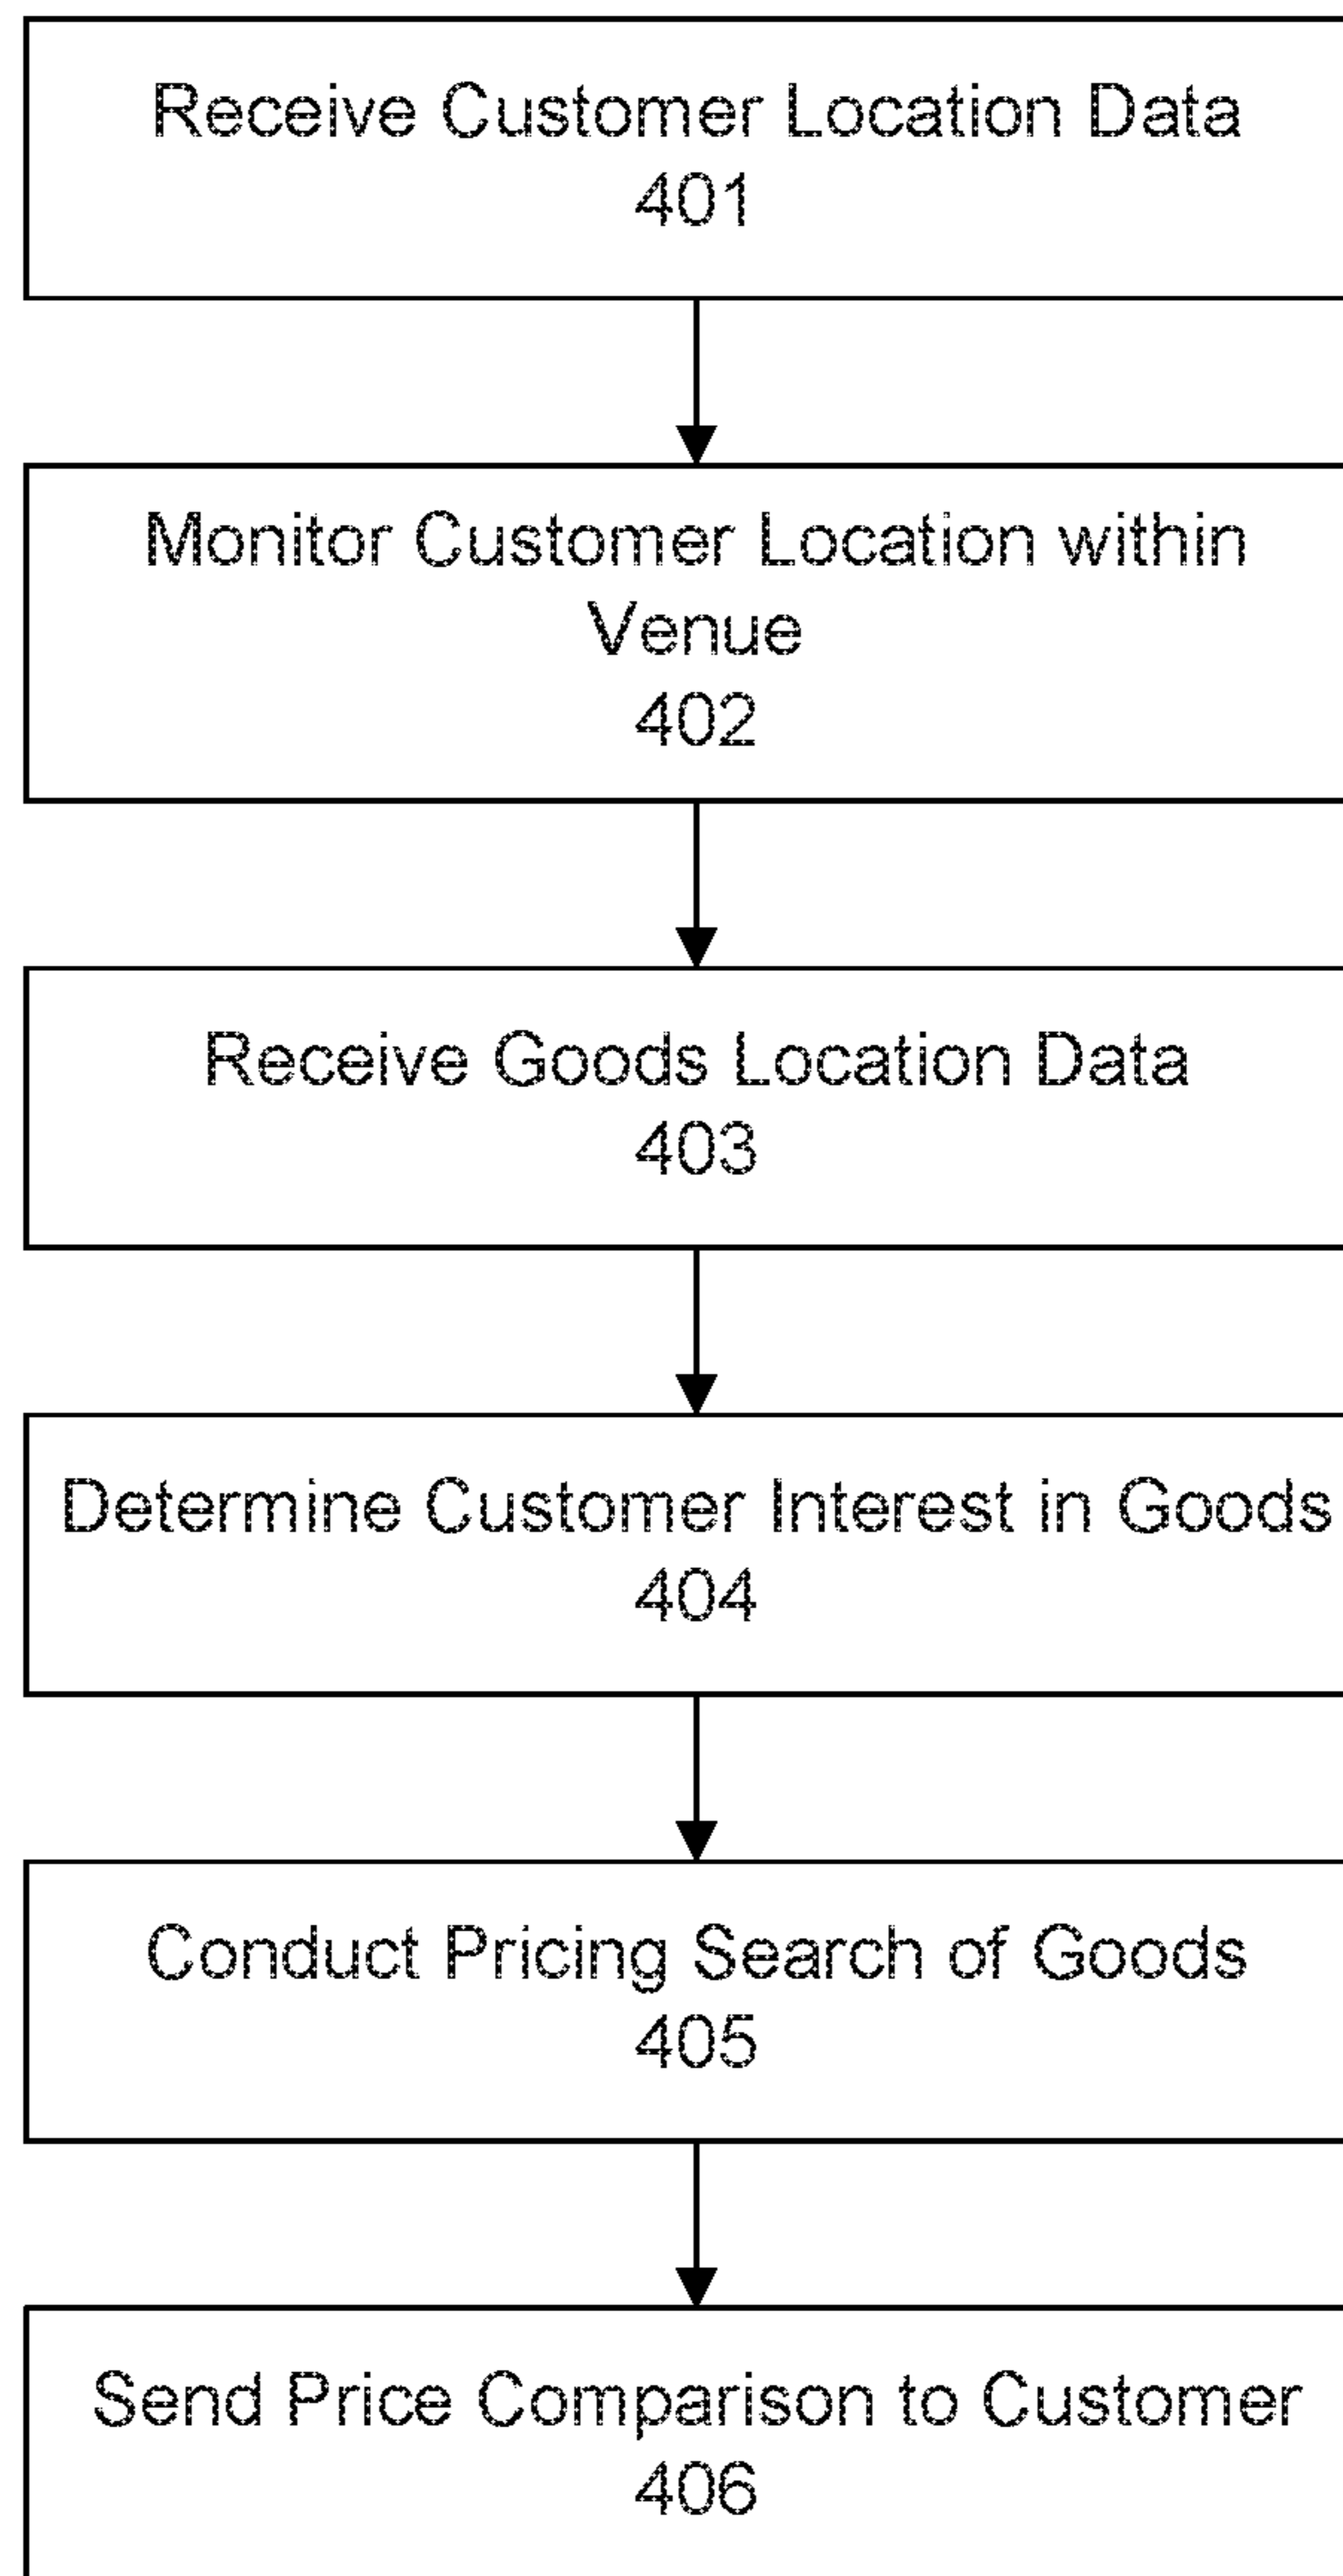 Receive Customer Location Data
401
Monitor Customer Location within
Venue
402
Receive Goods Location Data
403
Determine Customer Interest in Goods
404
Conduct Pricing Search of Goods
405
Send Price Comparison to Customer
406